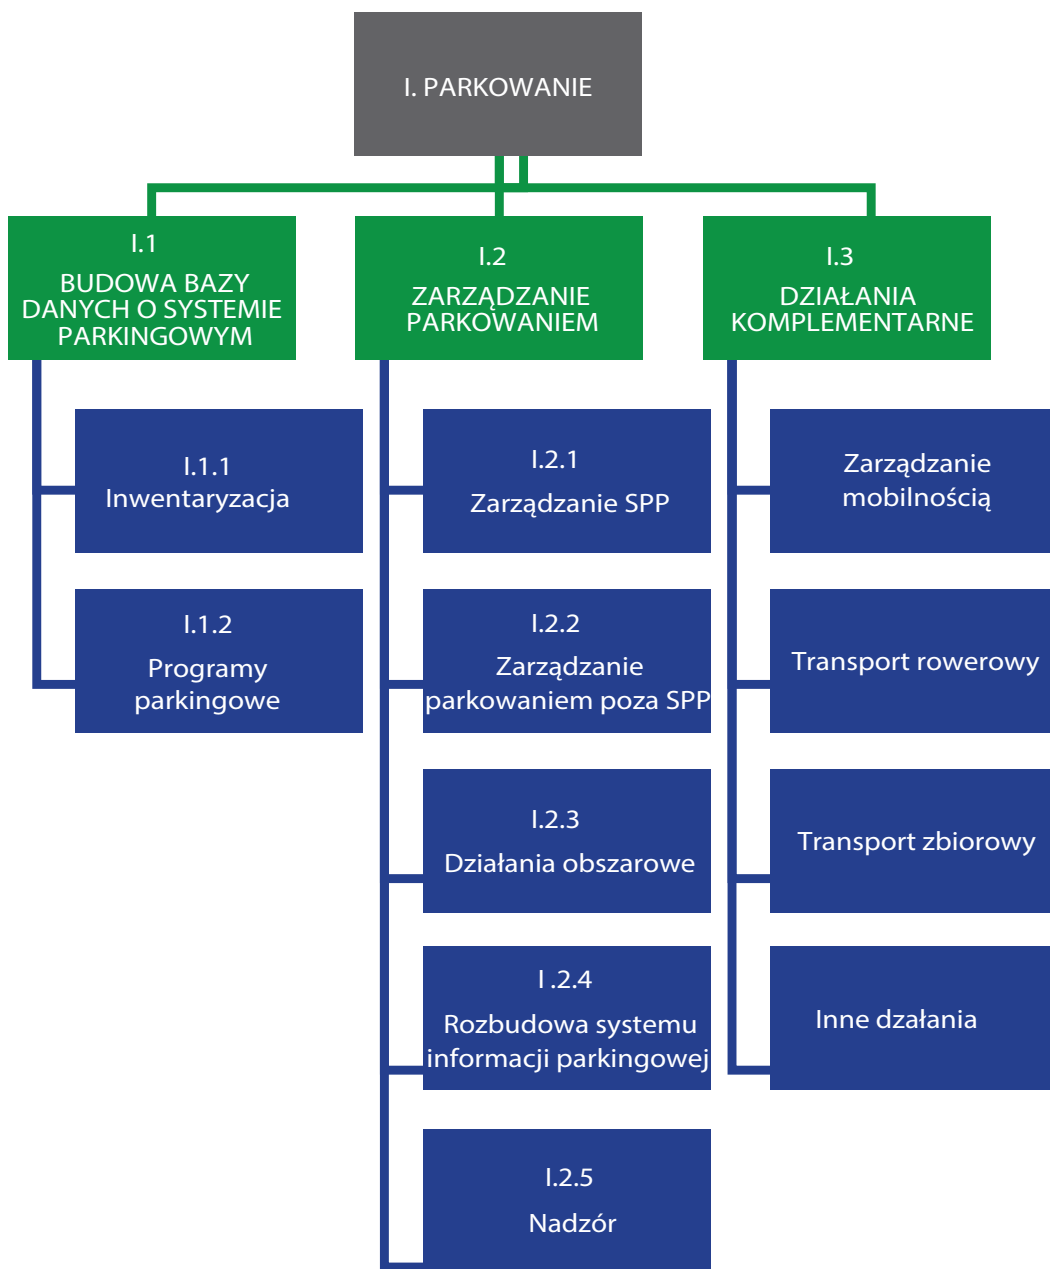 I. PARKOWANIE
I.1
BUDOWA BAZY
DANYCH O SYSTEMIE
PARKINGOWYM
I.1.1
Inwentaryzacja
I.1.2
Programy
parkingowe
I.2
ZARZĄDZANIE
PARKOWANIEM
I.2.1
Zarządzanie SPP
I.2.2
Zarządzanie
parkowaniem poza SPP
I.2.3
Działania obszarowe
I .2.4
Rozbudowa systemu
informacji parkingowej
I.2.5
Nadzór
I.3
DZIAŁANIA
KOMPLEMENTARNE
Zarządzanie
mobilnością
Transport rowerowy
Transport zbiorowy
Inne dzałania